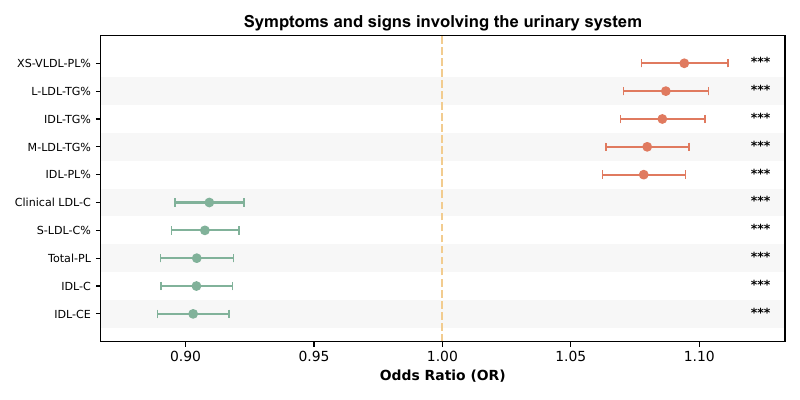 Symptoms and signs involving the urinary system
XS-VLDL-PL% ***
L-LDL-TG% ***
IDL-TG% ***
M-LDL-TG% ***
IDL-PL% ***
Clinical LDL-C ***
S-LDL-C% ***
Total-PL ***
IDL-C ***
IDL-CE ***
0.90 0.95 1.00 1.05 1.10
Odds Ratio (OR)